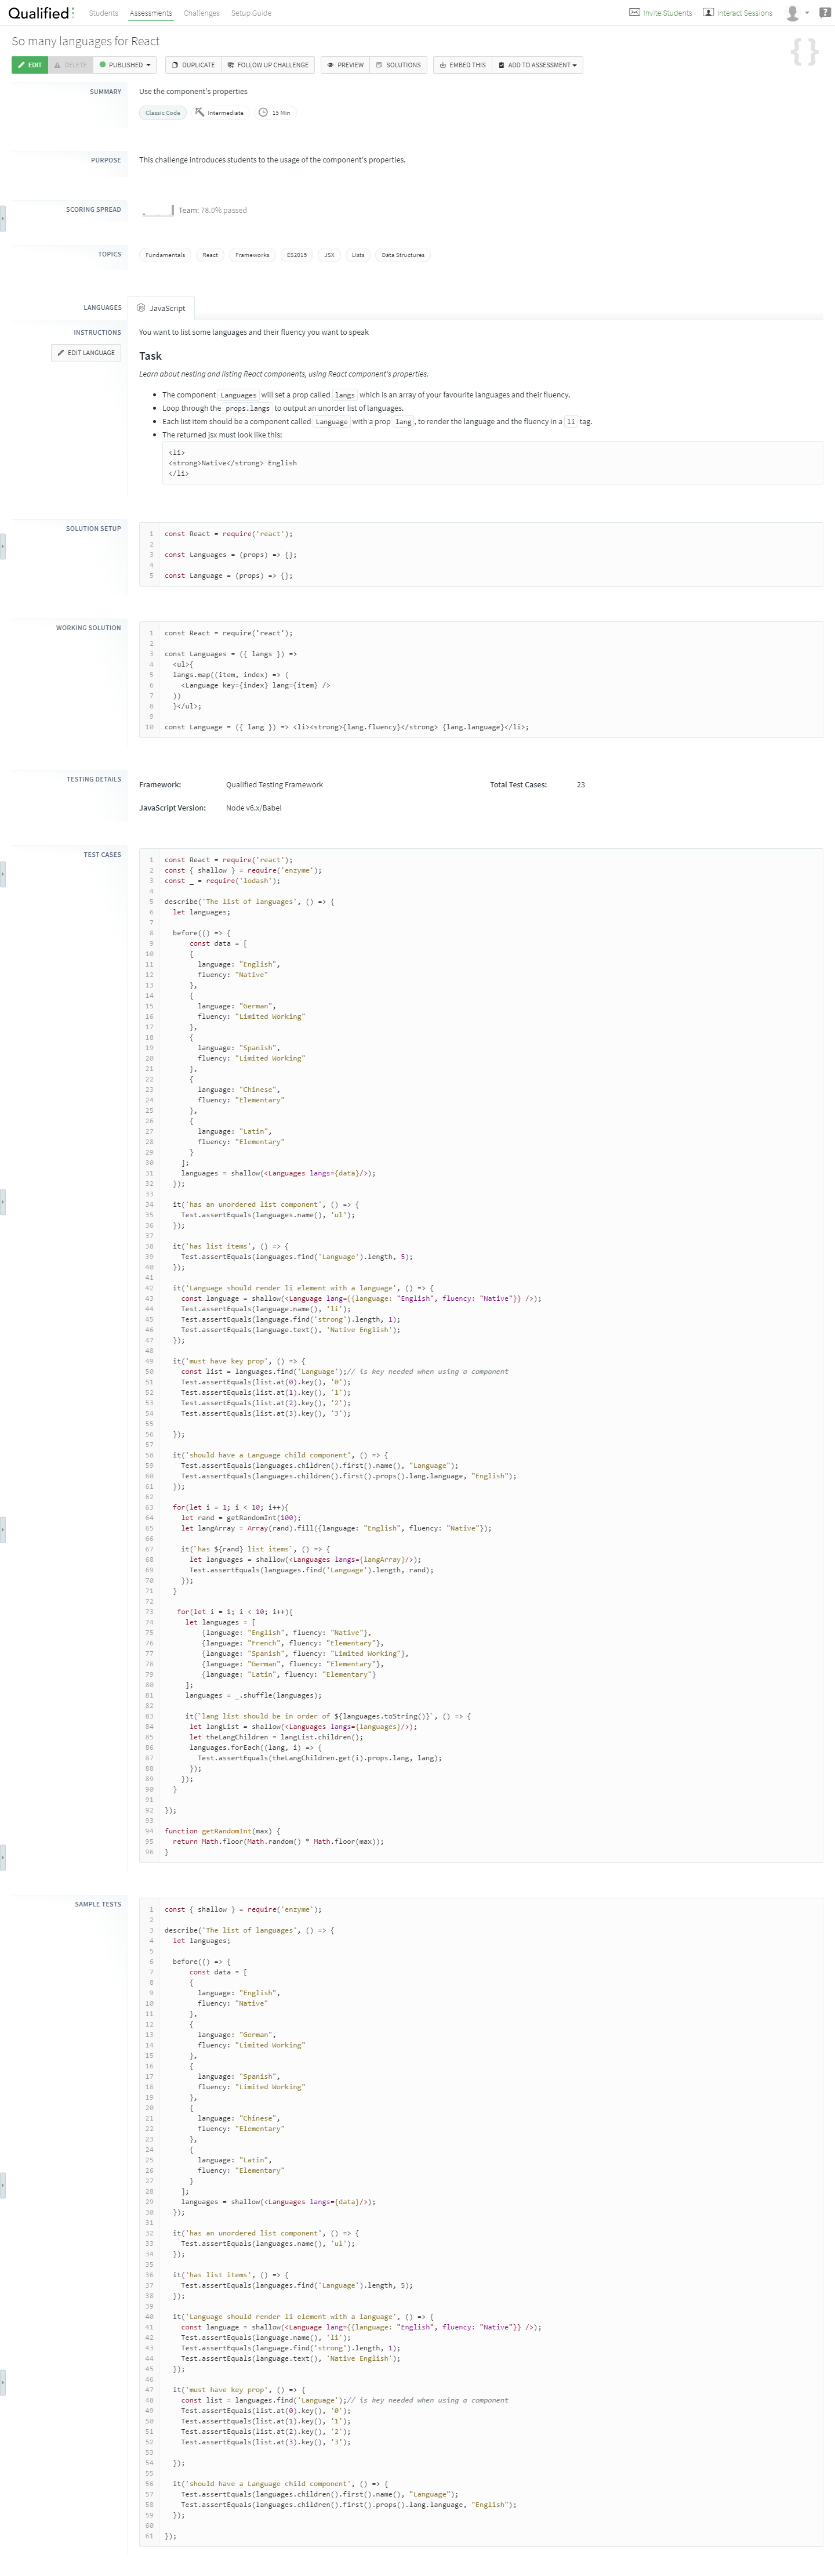 Qualified
Students Assessments Challenges Setup Guide Invite Students Interact Sessions
So many languages for React
EDIT DELETE PUBLISHED DUPLICATE FOLLOW UP CHALLENGE PREVIEW SOLUTIONS EMBED THIS ADD TO ASSESSMENT
SUMMARY Use the component's properties
Classic Code Intermediate 15 Min
PURPOSE This challenge introduces students to the usage of the component's properties.
SCORING SPREAD Team: 78.0% passed
TOPICS Fundamentals React Frameworks ES2015 JSX Lists Data Structures
LANGUAGES JavaScript
INSTRUCTIONS You want to list some languages and their fluency you want to speak
EDIT LANGUAGE
Task
Learn about nesting and listing React components, using React component's properties.
• The component Languages will set a prop called langs which is an array of your favourite languages and their fluency.
• Loop through the props.langs to output an unorder list of languages.
• Each list item should be a component called Language with a prop lang , to render the language and the fluency in a li tag.
• The returned jsx must look like this:
<li>
<strong>Native</strong> English
</li>
SOLUTION SETUP
1 const React = require('react');
2
3 const Languages = (props) => {};
4
5 const Language = (props) => {};
WORKING SOLUTION
1 const React = require('react');
2
3 const Languages = ({ langs }) =>
4 <ul>{
5 langs.map((item, index) => (
6 <Language key={index} lang={item} />
7 ))
8 }</ul>;
9
10 const Language = ({ lang }) => <li><strong>{lang.fluency}</strong> {lang.language}</li>;
TESTING DETAILS Framework: Qualified Testing Framework Total Test Cases: 23
JavaScript Version: Node v6.x/Babel
TEST CASES
1 const React = require('react');
2 const { shallow } = require('enzyme');
3 const _ = require('lodash');
4
5 describe('The list of languages', () => {
6 let languages;
7
8 before(() => {
9 const data = [
10 {
11 language: "English",
12 fluency: "Native"
13 },
14 {
15 language: "German",
16 fluency: "Limited Working"
17 },
18 {
19 language: "Spanish",
20 fluency: "Limited Working"
21 },
22 {
23 language: "Chinese",
24 fluency: "Elementary"
25 },
26 {
27 language: "Latin",
28 fluency: "Elementary"
29 }
30 ];
31 languages = shallow(<Languages langs={data}/>);
32 });
33
34 it('has an unordered list component', () => {
35 Test.assertEquals(languages.name(), 'ul');
36 });
37
38 it('has list items', () => {
39 Test.assertEquals(languages.find('Language').length, 5);
40 });
41
42 it('Language should render li element with a language', () => {
43 const language = shallow(<Language lang={{language: "English", fluency: "Native"}} />);
44 Test.assertEquals(language.name(), 'li');
45 Test.assertEquals(language.find('strong').length, 1);
46 Test.assertEquals(language.text(), 'Native English');
47 });
48
49 it('must have key prop', () => {
50 const list = languages.find('Language');// is key needed when using a component
51 Test.assertEquals(list.at(0).key(), '0');
52 Test.assertEquals(list.at(1).key(), '1');
53 Test.assertEquals(list.at(2).key(), '2');
54 Test.assertEquals(list.at(3).key(), '3');
55
56 });
57
58 it('should have a Language child component', () => {
59 Test.assertEquals(languages.children().first().name(), "Language");
60 Test.assertEquals(languages.children().first().props().lang.language, "English");
61 });
62
63 for(let i = 1; i < 10; i++){
64 let rand = getRandomInt(100);
65 let langArray = Array(rand).fill({language: "English", fluency: "Native"});
66
67 it(`has ${rand} list items`, () => {
68 let languages = shallow(<Languages langs={langArray}/>);
69 Test.assertEquals(languages.find('Language').length, rand);
70 });
71 }
72
73 for(let i = 1; i < 10; i++){
74 let languages = [
75 {language: "English", fluency: "Native"},
76 {language: "French", fluency: "Elementary"},
77 {language: "Spanish", fluency: "Limited Working"},
78 {language: "German", fluency: "Elementary"},
79 {language: "Latin", fluency: "Elementary"}
80 ];
81 languages = _.shuffle(languages);
82
83 it(`lang list should be in order of ${languages.toString()}`, () => {
84 let langList = shallow(<Languages langs={languages}/>);
85 let theLangChildren = langList.children();
86 languages.forEach((lang, i) => {
87 Test.assertEquals(theLangChildren.get(i).props.lang, lang);
88 });
89 });
90 }
91
92 });
93
94 function getRandomInt(max) {
95 return Math.floor(Math.random() * Math.floor(max));
96 }
SAMPLE TESTS
1 const { shallow } = require('enzyme');
2
3 describe('The list of languages', () => {
4 let languages;
5
6 before(() => {
7 const data = [
8 {
9 language: "English",
10 fluency: "Native"
11 },
12 {
13 language: "German",
14 fluency: "Limited Working"
15 },
16 {
17 language: "Spanish",
18 fluency: "Limited Working"
19 },
20 {
21 language: "Chinese",
22 fluency: "Elementary"
23 },
24 {
25 language: "Latin",
26 fluency: "Elementary"
27 }
28 ];
29 languages = shallow(<Languages langs={data}/>);
30 });
31
32 it('has an unordered list component', () => {
33 Test.assertEquals(languages.name(), 'ul');
34 });
35
36 it('has list items', () => {
37 Test.assertEquals(languages.find('Language').length, 5);
38 });
39
40 it('Language should render li element with a language', () => {
41 const language = shallow(<Language lang={{language: "English", fluency: "Native"}} />);
42 Test.assertEquals(language.name(), 'li');
43 Test.assertEquals(language.find('strong').length, 1);
44 Test.assertEquals(language.text(), 'Native English');
45 });
46
47 it('must have key prop', () => {
48 const list = languages.find('Language');// is key needed when using a component
49 Test.assertEquals(list.at(0).key(), '0');
50 Test.assertEquals(list.at(1).key(), '1');
51 Test.assertEquals(list.at(2).key(), '2');
52 Test.assertEquals(list.at(3).key(), '3');
53
54 });
55
56 it('should have a Language child component', () => {
57 Test.assertEquals(languages.children().first().name(), "Language");
58 Test.assertEquals(languages.children().first().props().lang.language, "English");
59 });
60
61 });